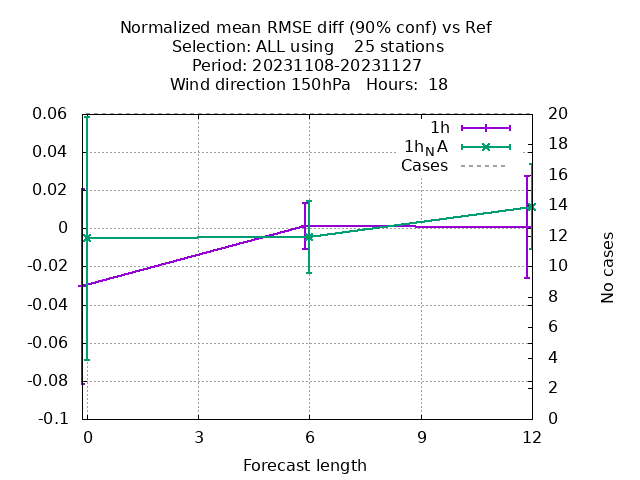 Normalized mean RMSE diff (90% conf) vs Ref
Selection: ALL using    25 stations
Period: 20231108-20231127
Wind direction 150hPa   Hours:  18
1h
1h_NA
Cases
0.06
0.04
0.02
0
-0.02
-0.04
-0.06
-0.08
-0.1
20
18
16
14
12
10
8
6
4
2
0
No cases
0 3 6 9 12
Forecast length